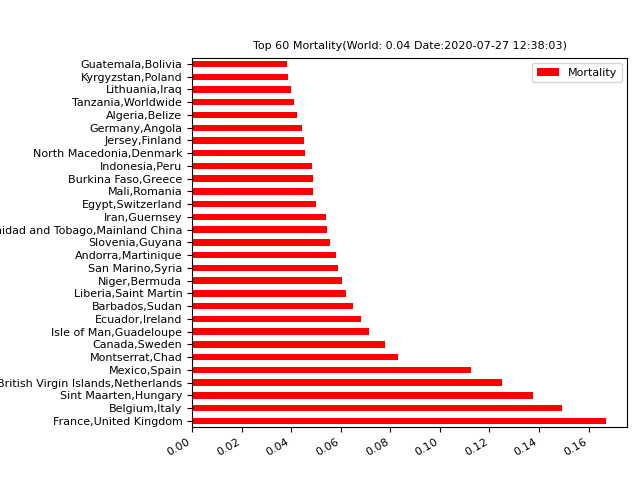 Top 60 Mortality(World: 0.04 Date:2020-07-27 12:38:03)
Mortality
Guatemala,Bolivia
Kyrgyzstan,Poland
Lithuania,Iraq
Tanzania,Worldwide
Algeria,Belize
Germany,Angola
Jersey,Finland
North Macedonia,Denmark
Indonesia,Peru
Burkina Faso,Greece
Mali,Romania
Egypt,Switzerland
Iran,Guernsey
and Tobago,Mainland China
Slovenia,Guyana
Andorra,Martinique
San Marino,Syria
Niger,Bermuda
Liberia,Saint Martin
Barbados,Sudan
Ecuador,Ireland
Isle of Man,Guadeloupe
Canada,Sweden
Montserrat,Chad
Mexico,Spain
British Virgin Islands,Netherlands
Sint Maarten,Hungary
Belgium,Italy
France,United Kingdom
0.00 0.02 0.04 0.06 0.08 0.10 0.12 0.14 0.16